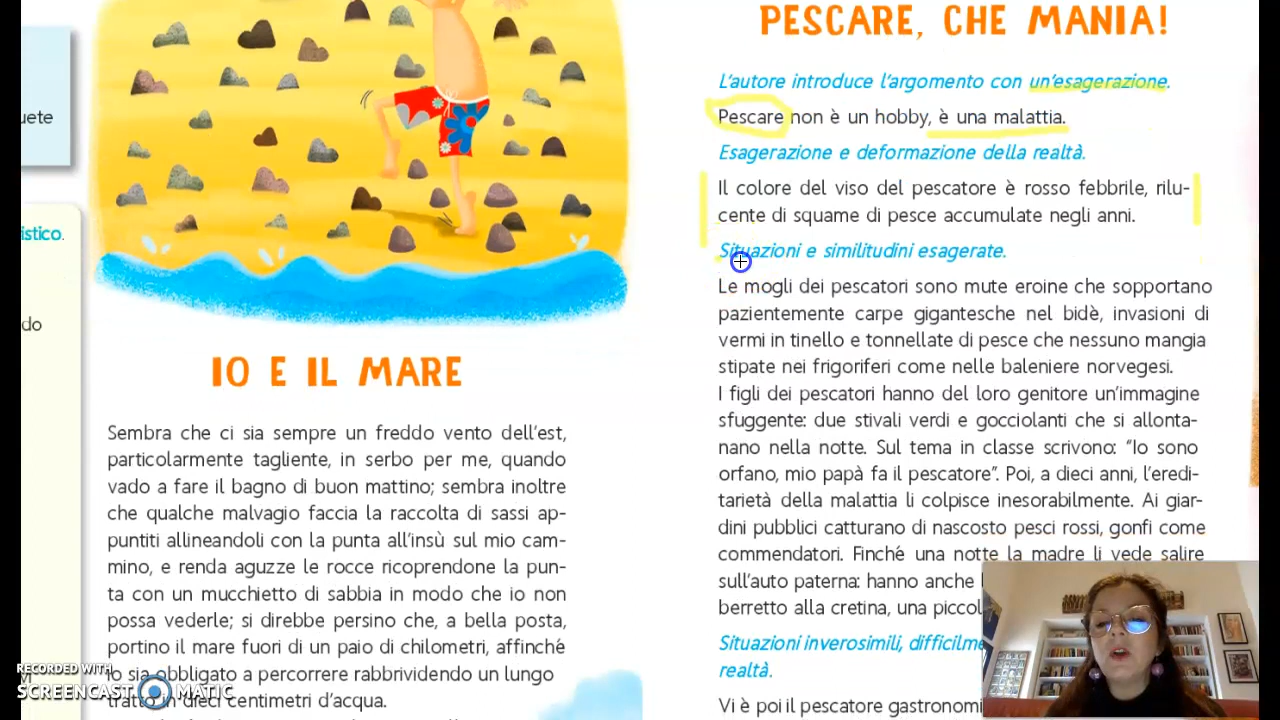 uete
istico.
do
IO E IL MARE
Sembra che ci sia sempre un freddo vento dell'est,
particolarmente tagliente, in serbo per me, quando
vado a fare il bagno di buon mattino; sembra inoltre
che qualche malvagio faccia la raccolta di sassi ap-
puntiti allineandoli con la punta all'insù sul mio cam-
mino, e renda aguzze le rocce ricoprendone la pun-
ta con un mucchietto di sabbia in modo che io non
possa vederle; si direbbe persino che, a bella posta,
portino il mare fuori di un paio di chilometri, affinché
io sia obbligato a percorrere rabbrividendo un lungo
tratto in dieci centimetri d'acqua.
PESCARE, CHE MANIA!
L'autore introduce l'argomento con un'esagerazione.
Pescare non è un hobby, è una malattia.
Esagerazione e deformazione della realtà.
Il colore del viso del pescatore è rosso febbrile, rilu-
cente di squame di pesce accumulate negli anni.
Situazioni e similitudini esagerate.
Le mogli dei pescatori sono mute eroine che sopportano
pazientemente carpe gigantesche nel bidè, invasioni di
vermi in tinello e tonnellate di pesce che nessuno mangia
stipate nei frigoriferi come nelle baleniere norvegesi.
I figli dei pescatori hanno del loro genitore un'immagine
sfuggente: due stivali verdi e gocciolanti che si allonta-
nano nella notte. Sul tema in classe scrivono: "Io sono
orfano, mio papà fa il pescatore". Poi, a dieci anni, l'eredi-
tarietà della malattia li colpisce inesorabilmente. Ai giar-
dini pubblici catturano di nascosto pesci rossi, gonfi come
commendatori. Finché una notte la madre li vede salire
sull'auto paterna: hanno anche
berretto alla cretina, una piccol
Situazioni inverosimili, difficilme
realtà.
Vi è poi il pescatore gastronomi
RECORDED WITH
SCREENCAST MATIC